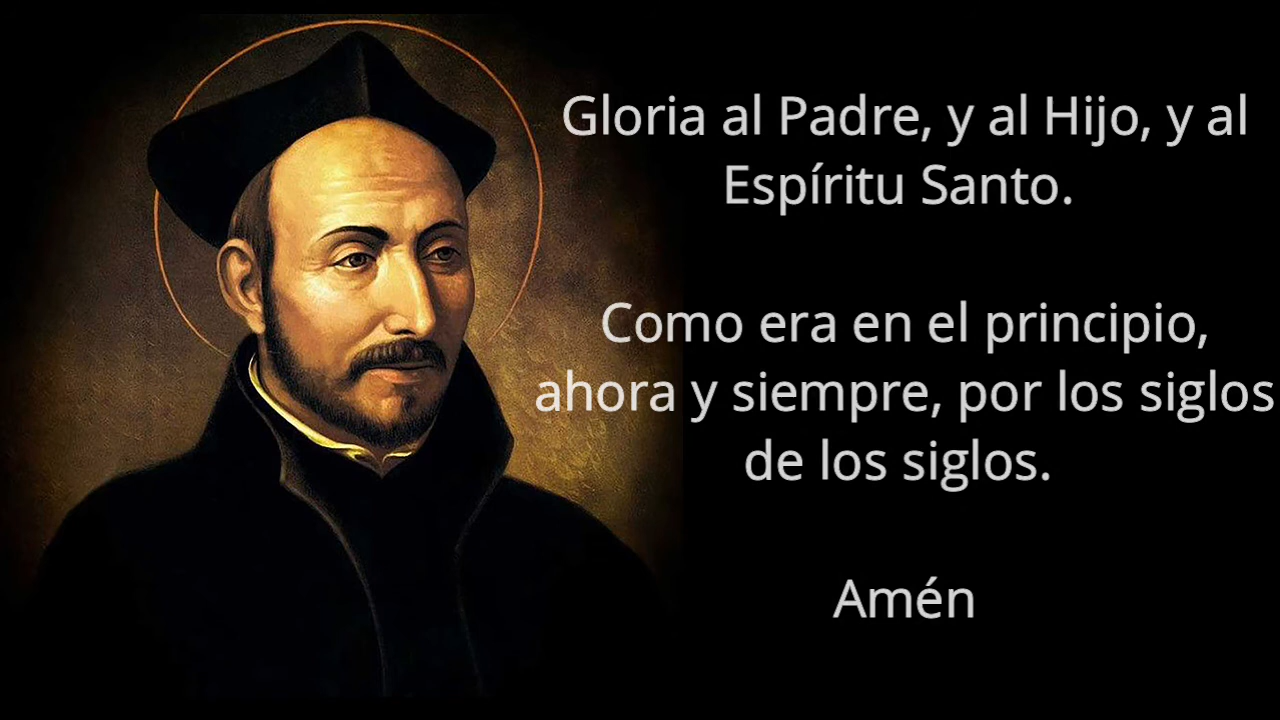 Gloria al Padre, y al Hijo, y al
Espíritu Santo.
Como era en el principio,
ahora y siempre, por los siglos
de los siglos.
Amén